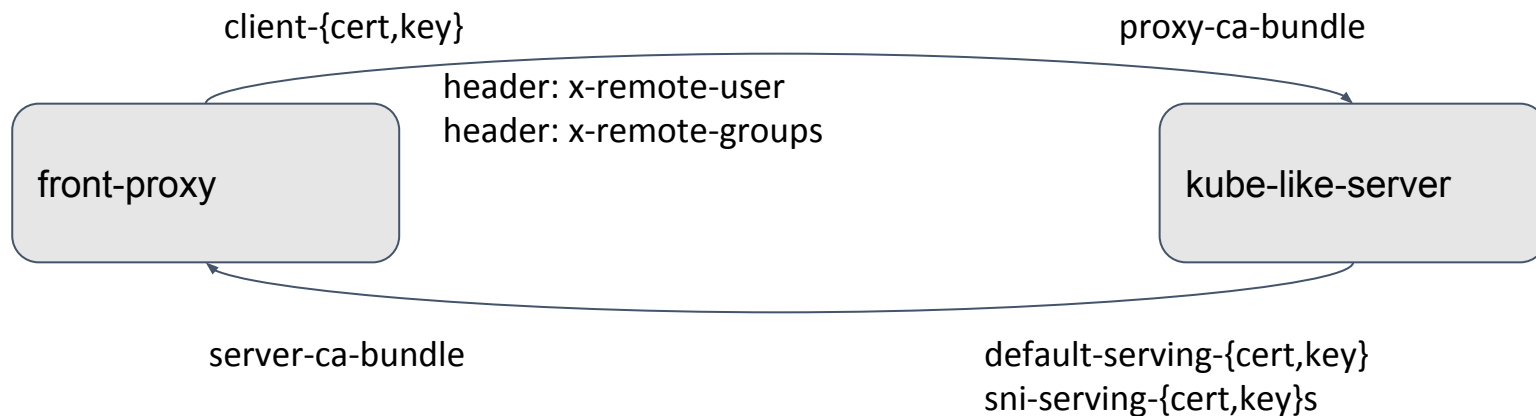 client-{cert,key}
proxy-ca-bundle
header: x-remote-user
header: x-remote-groups
front-proxy
kube-like-server
server-ca-bundle
default-serving-{cert,key}
sni-serving-{cert,key}s